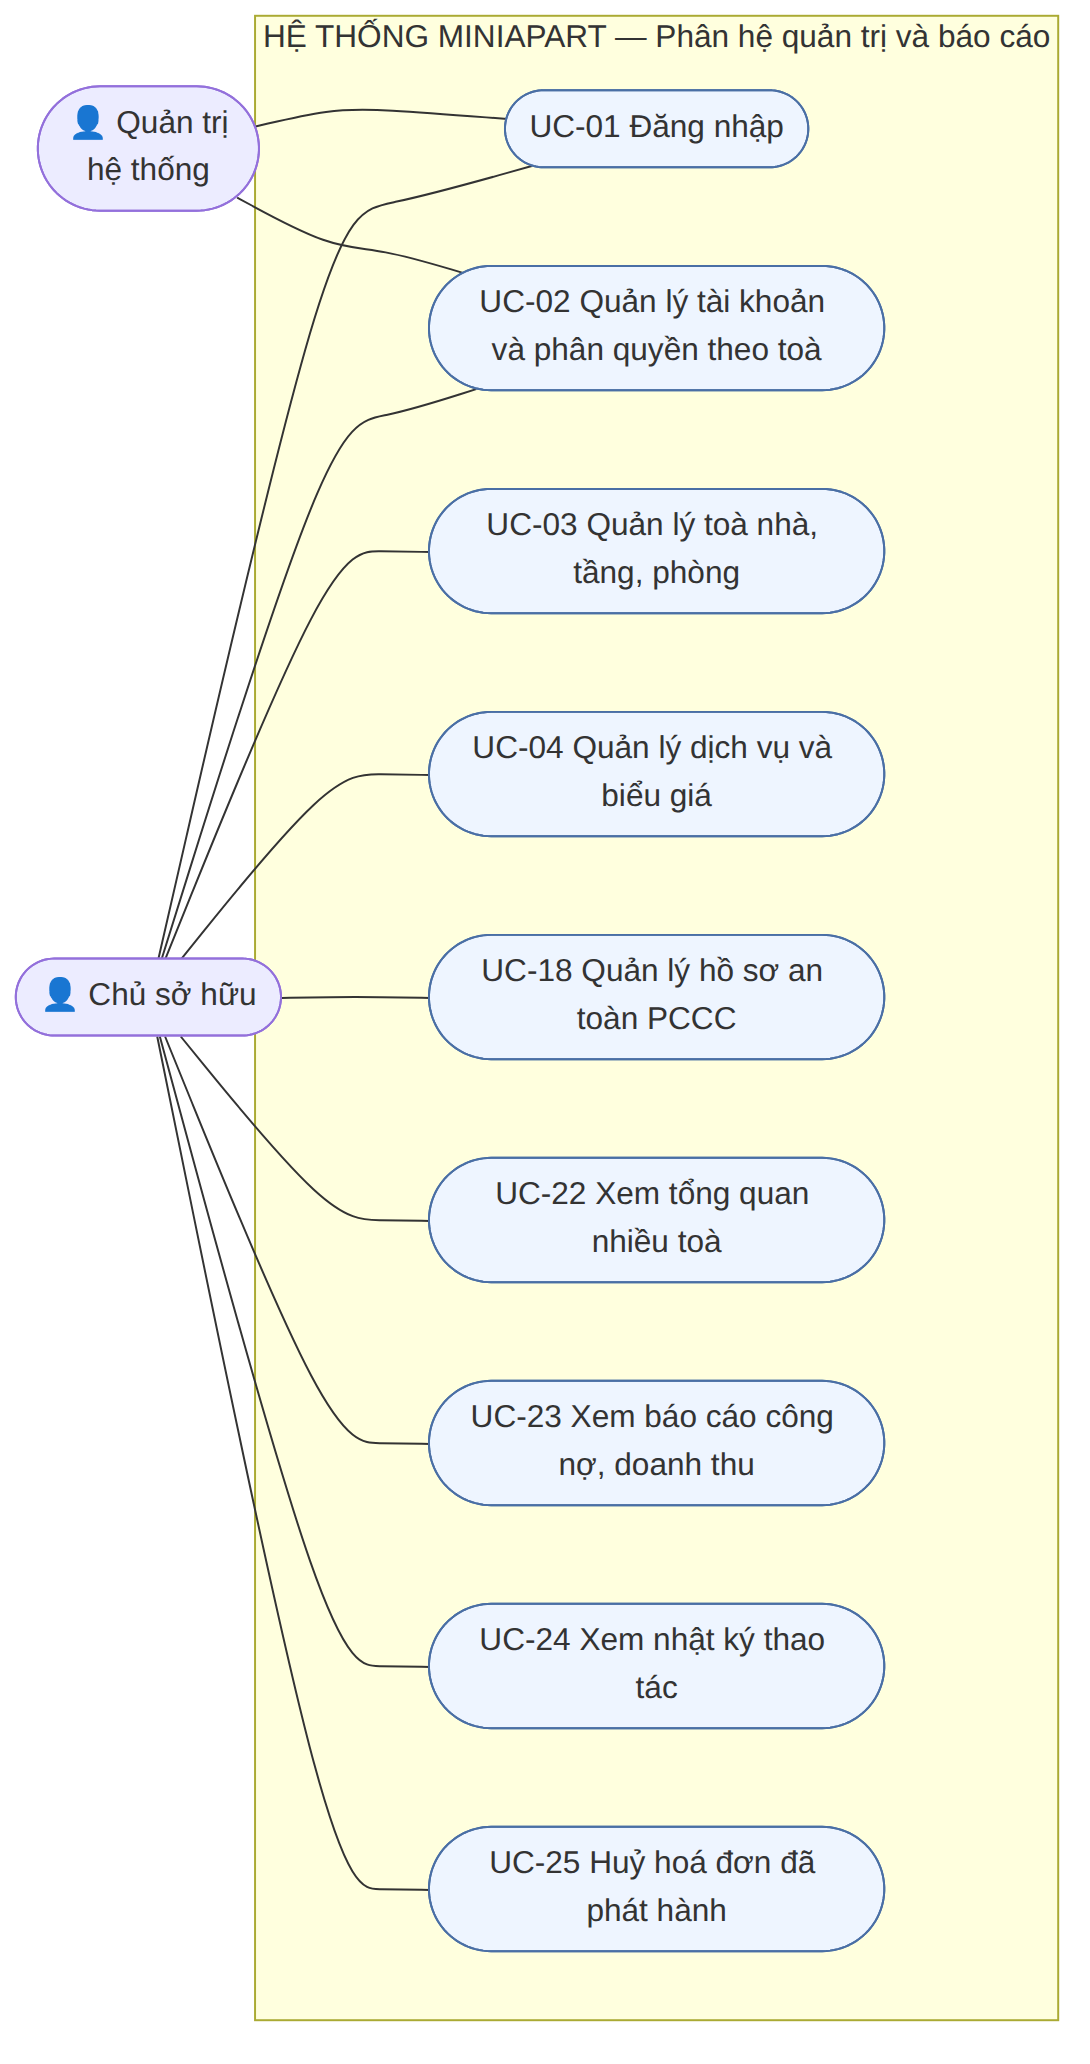 HỆ THỐNG MINIAPART — Phân hệ quản trị và báo cáo
👤 Quản trị
hệ thống
UC-01 Đăng nhập
UC-02 Quản lý tài khoản
và phân quyền theo toà
UC-03 Quản lý toà nhà,
tầng, phòng
UC-04 Quản lý dịch vụ và
biểu giá
👤 Chủ sở hữu
UC-18 Quản lý hồ sơ an
toàn PCCC
UC-22 Xem tổng quan
nhiều toà
UC-23 Xem báo cáo công
nợ, doanh thu
UC-24 Xem nhật ký thao
tác
UC-25 Huỷ hoá đơn đã
phát hành